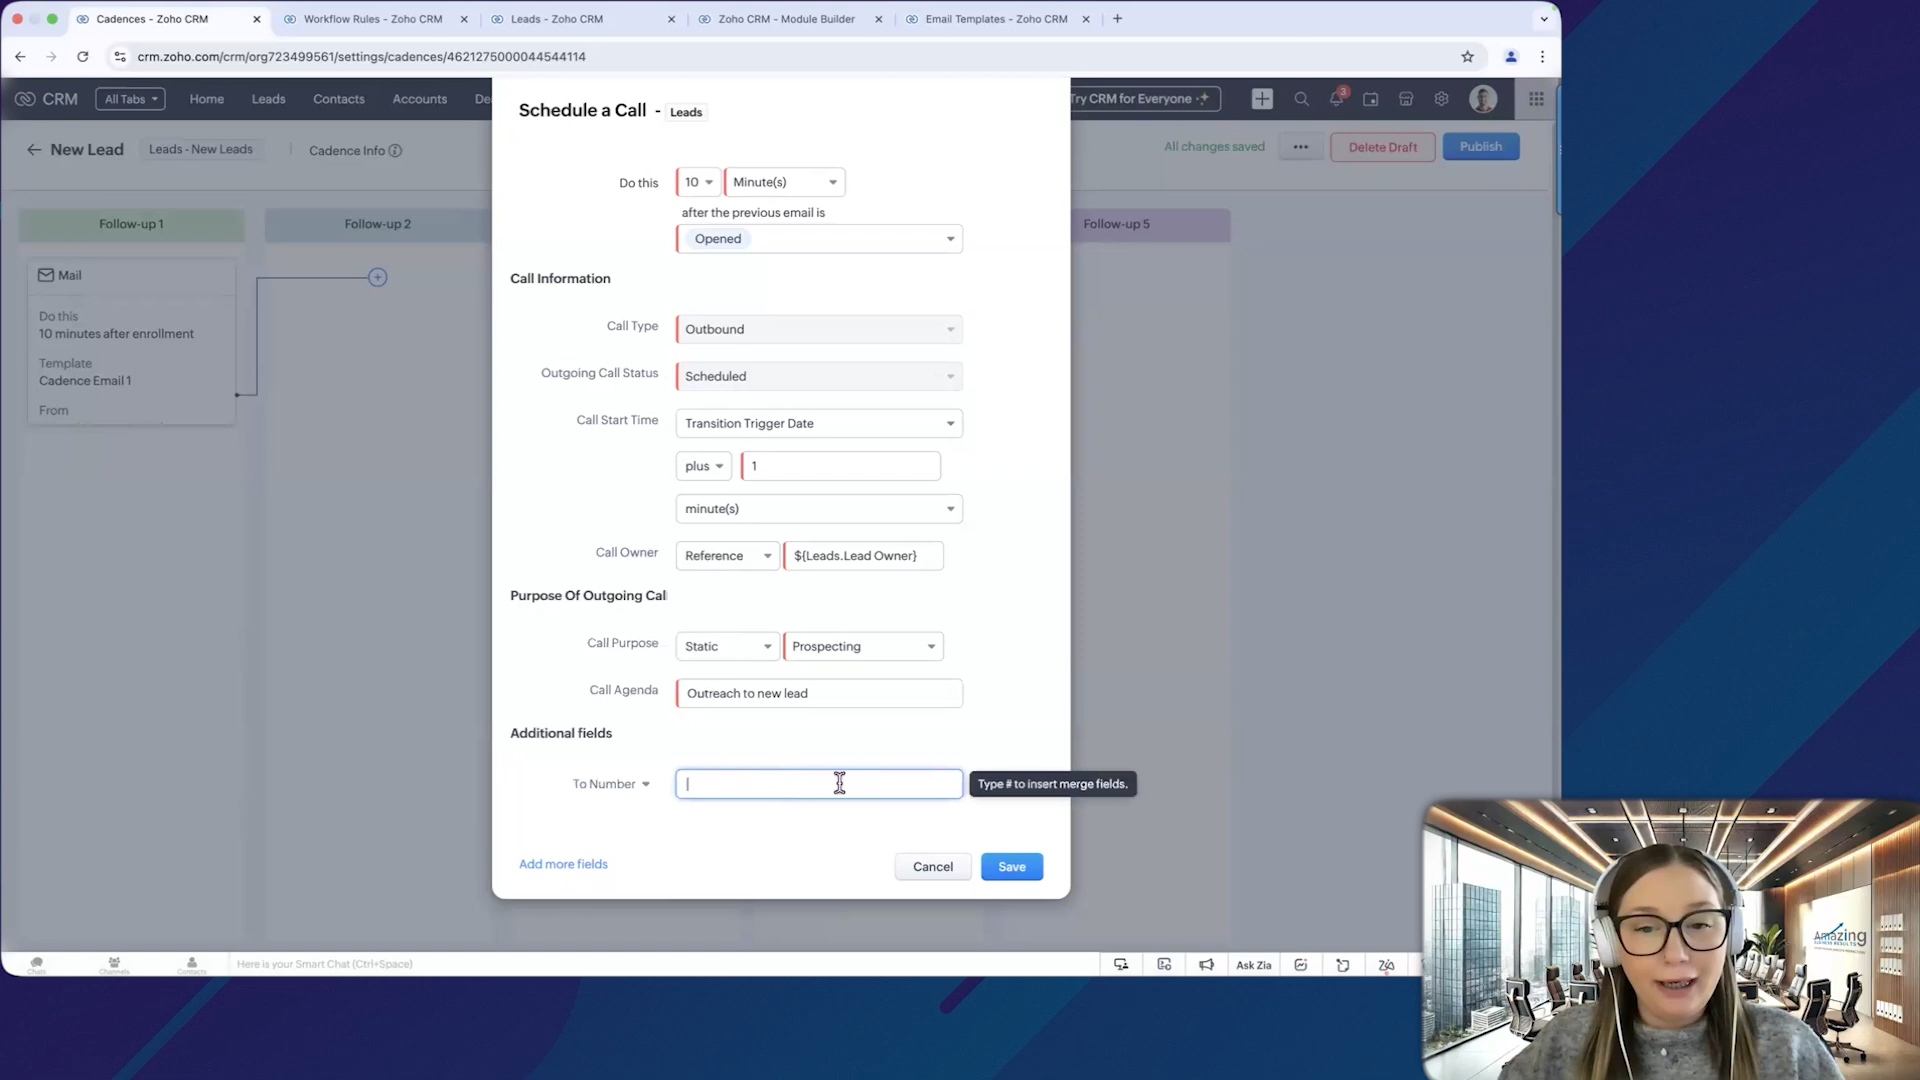 Cadences - Zoho CRM
Workflow Rules - Zoho CRM
Leads - Zoho CRM
Zoho CRM - Module Builder
Email Templates - Zoho CRM
crm.zoho.com/crm/org723499561/settings/cadences/4621275000044544114
CRM
All Tabs
Home
Leads
Contacts
Accounts
De
Try CRM for Everyone
3
New Lead
Leads - New Leads
Cadence Info
All changes saved
Delete Draft
Publish
Follow-up 1
Follow-up 2
Follow-up 5
Mail
Do this
10 minutes after enrollment
Template
Cadence Email 1
From
Schedule a Call - Leads
Do this 10 Minute(s)
after the previous email is
Opened
Call Information
Call Type Outbound
Outgoing Call Status Scheduled
Call Start Time Transition Trigger Date
plus 1
minute(s)
Call Owner Reference ${Leads.Lead Owner}
Purpose Of Outgoing Call
Call Purpose Static Prospecting
Call Agenda Outreach to new lead
Additional fields
To Number
Type # to insert merge fields.
Add more fields
Cancel
Save
Chats
Channels
Contacts
Here is your Smart Chat (Ctrl+Space)
Ask Zia
Amazing